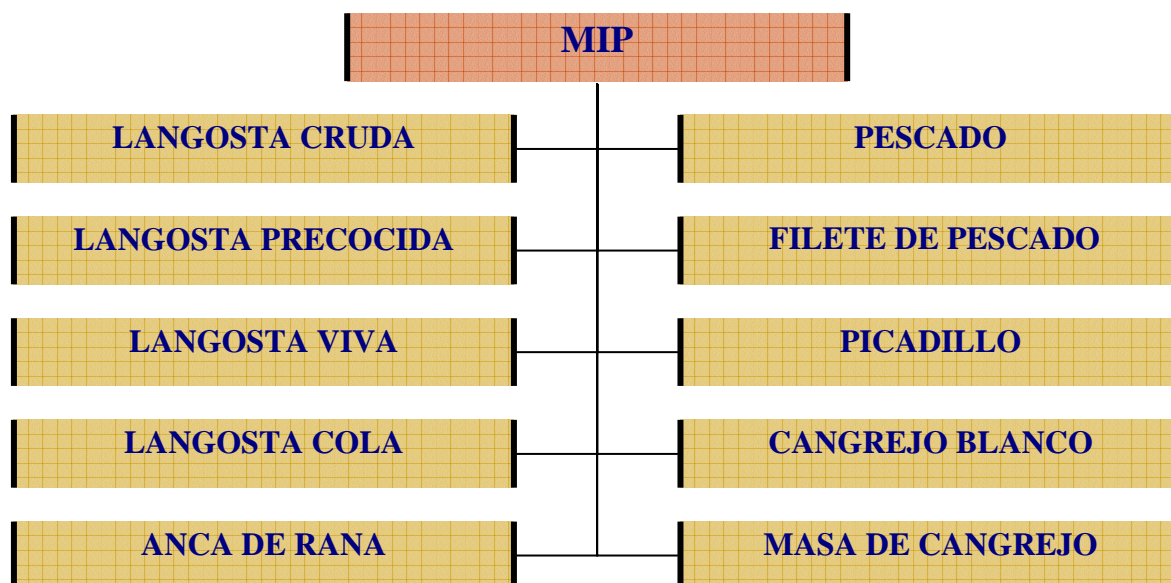 MIP
LANGOSTA CRUDA
PESCADO
LANGOSTA PRECOCIDA
FILETE DE PESCADO
LANGOSTA VIVA
PICADILLO
LANGOSTA COLA
CANGREJO BLANCO
ANCA DE RANA
MASA DE CANGREJO